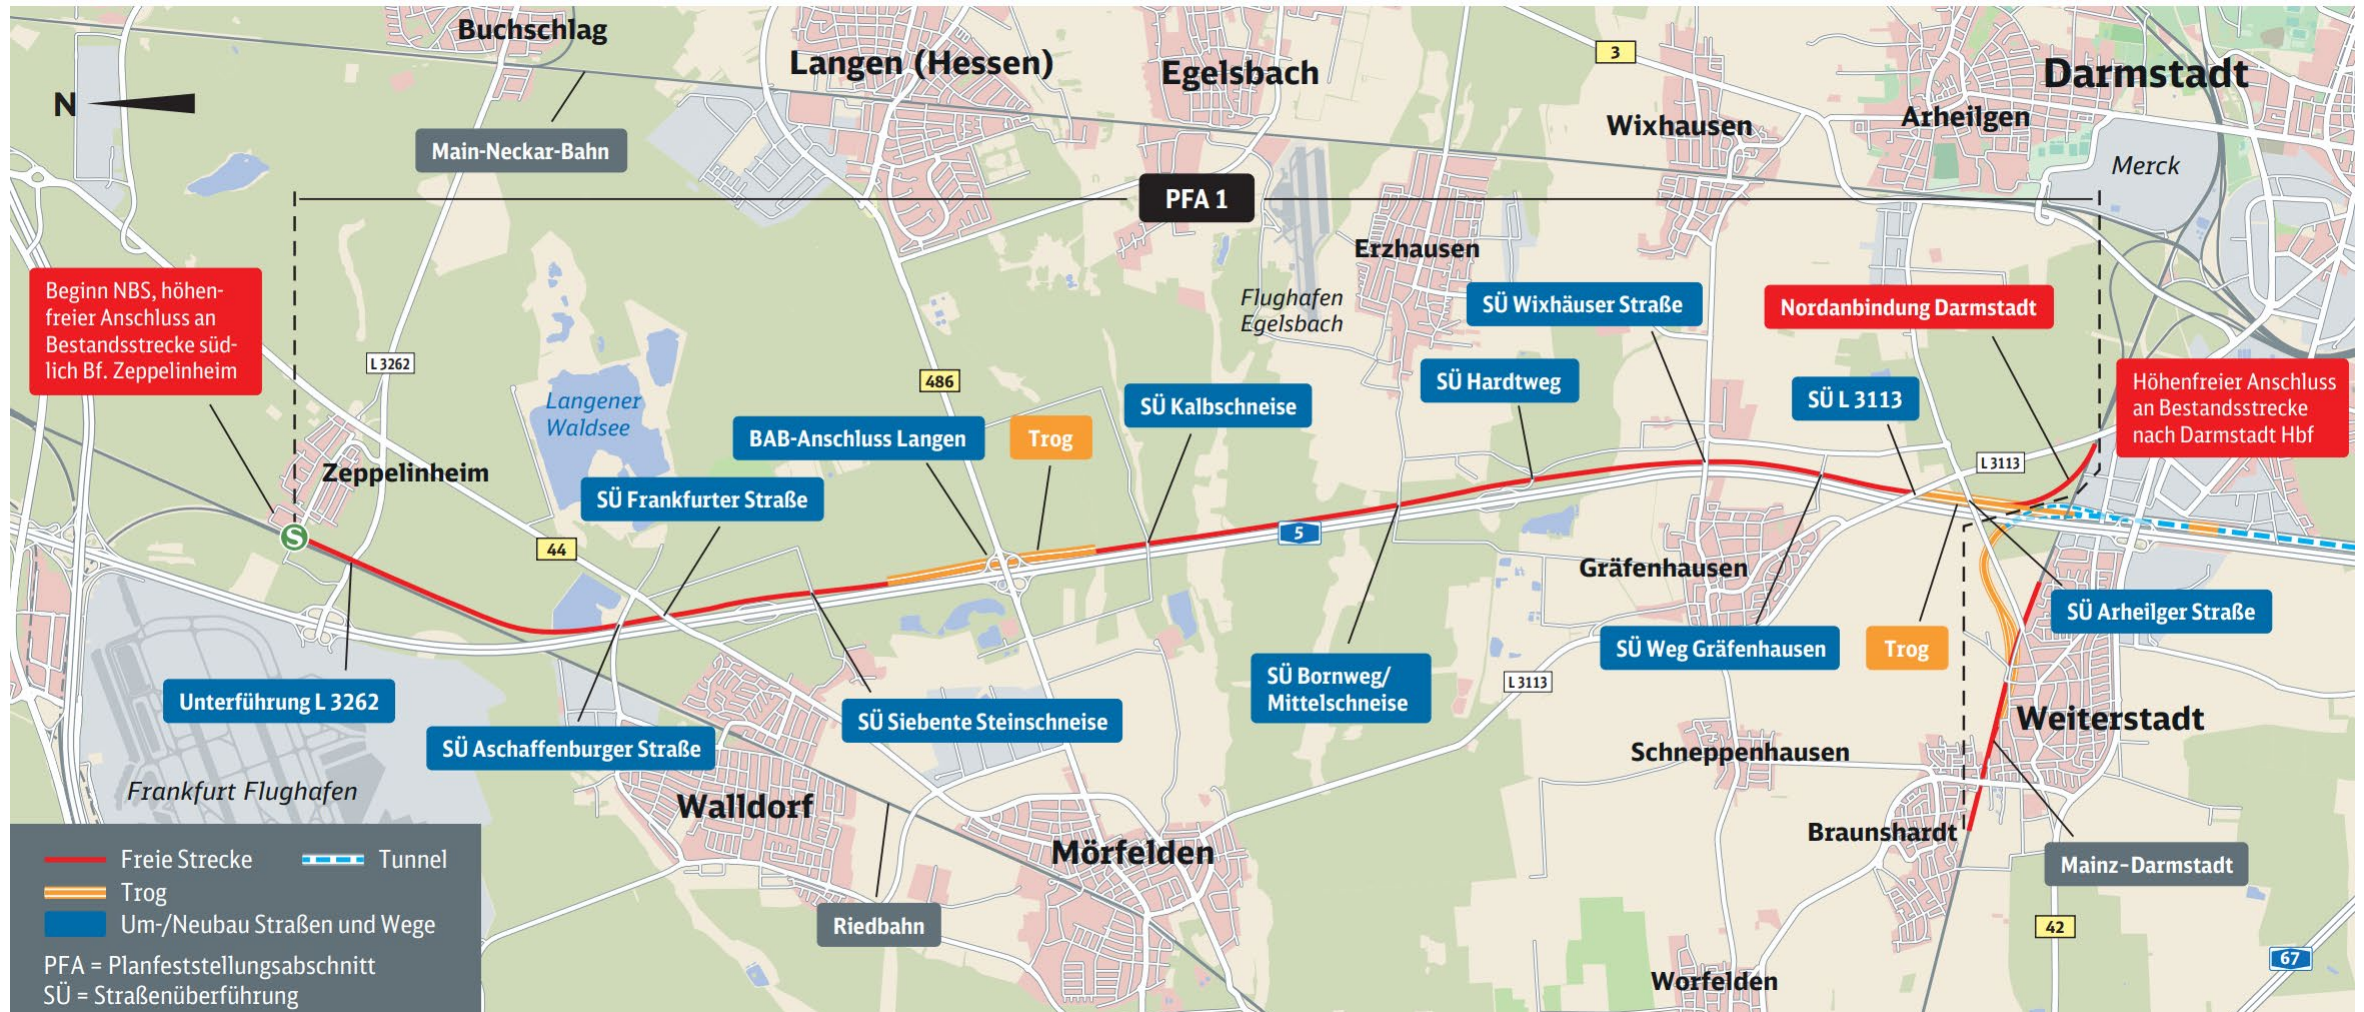 Buchschlag
Langen (Hessen)
Egelsbach
3
Darmstadt
Wixhausen
Arheilgen
N
Main-Neckar-Bahn
Merck
PFA 1
Erzhausen
Beginn NBS, höhen-
freier Anschluss an
Bestandsstrecke süd-
lich Bf. Zeppelinheim
Flughafen
Egelsbach
SÜ Wixhäuser Straße
Nordanbindung Darmstadt
L 3262
486
SÜ Hardtweg
SÜ L 3113
Höhenfreier Anschluss
an Bestandsstrecke
nach Darmstadt Hbf
Langener
Waldsee
BAB-Anschluss Langen
Trog
SÜ Kalbschneise
Zeppelinheim
L 3113
SÜ Frankfurter Straße
S
44
5
Gräfenhausen
SÜ Arheilger Straße
SÜ Weg Gräfenhausen
Trog
SÜ Bornweg/
Mittelschneise
L 3113
Unterführung L 3262
SÜ Siebente Steinschneise
Weiterstadt
SÜ Aschaffenburger Straße
Schneppenhausen
Frankfurt Flughafen
Walldorf
Mörfelden
Braunshardt
Mainz-Darmstadt
Riedbahn
42
67
Worfelden
Freie Strecke
Tunnel
Trog
Um-/Neubau Straßen und Wege
PFA = Planfeststellungsabschnitt
SÜ = Straßenüberführung